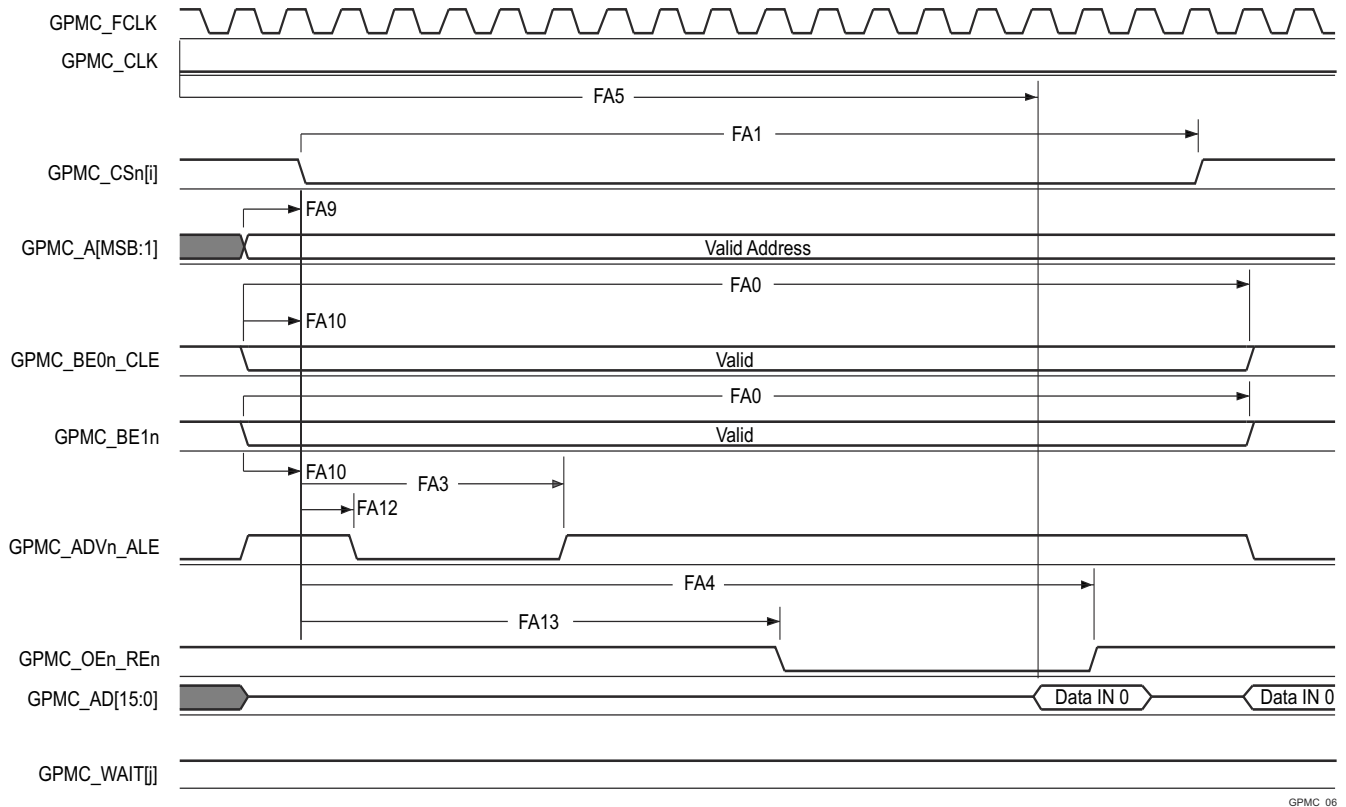 GPMC_FCLK
GPMC_CLK
FA5
FA1
GPMC_CSn[i]
FA9
GPMC_A[MSB:1]
Valid Address
FA0
FA10
GPMC_BE0n_CLE
Valid
FA0
GPMC_BE1n
Valid
FA10
FA3
FA12
GPMC_ADVn_ALE
FA4
FA13
GPMC_OEn_REn
GPMC_AD[15:0]
Data IN 0
Data IN 0
GPMC_WAIT[j]
GPMC_06